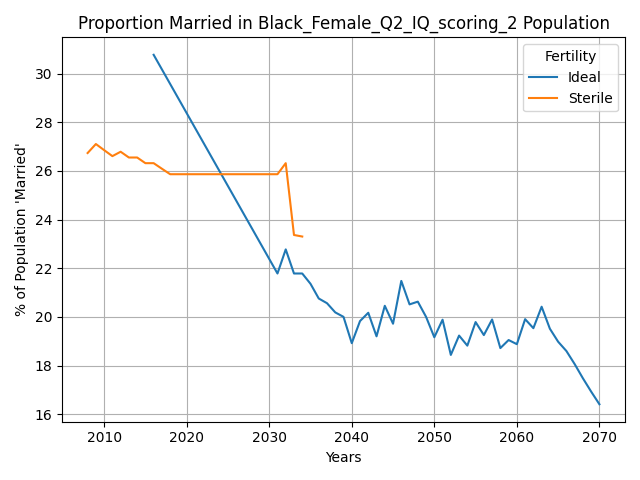 Proportion Married in Black_Female_Q2_IQ_scoring_2 Population
Fertility
Ideal
Sterile
% of Population 'Married'
30
28
26
24
22
20
18
16
2010 2020 2030 2040 2050 2060 2070
Years